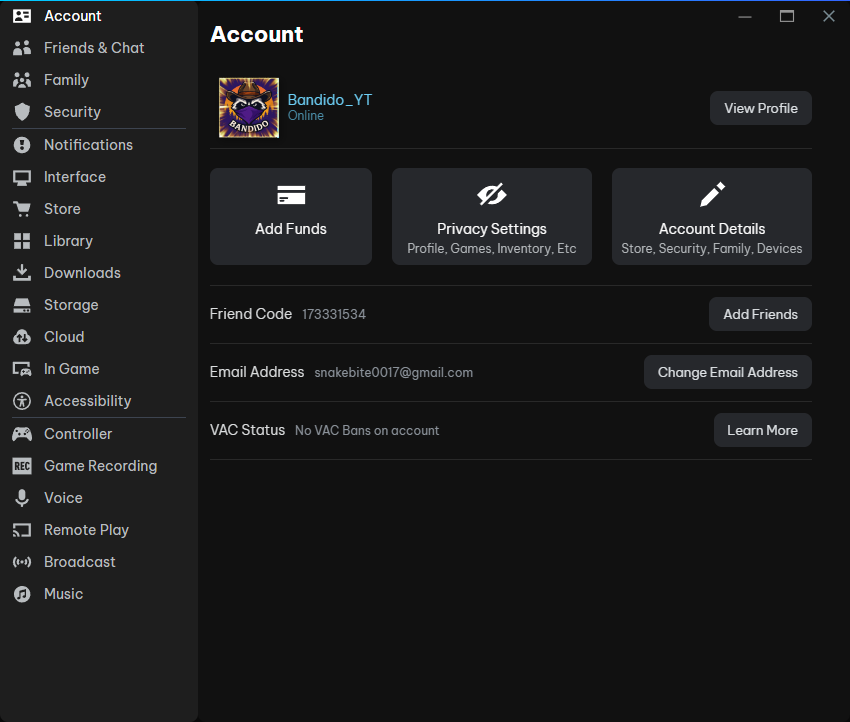 Account
Friends & Chat
Family
Security
Notifications
Interface
Store
Library
Downloads
Storage
Cloud
In Game
Accessibility
Controller
REC
Game Recording
Voice
Remote Play
Broadcast
Music
Account
BANDIDO
Bandido_YT
Online
View Profile
Add Funds
Privacy Settings
Profile, Games, Inventory, Etc
Account Details
Store, Security, Family, Devices
Friend Code 173331534
Add Friends
Email Address snakebite0017@gmail.com
Change Email Address
VAC Status No VAC Bans on account
Learn More